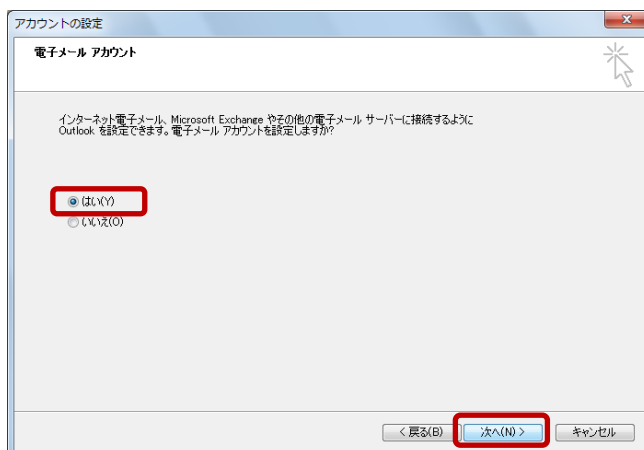 アカウントの設定
電子メール アカウント
インターネット電子メール、Microsoft Exchange やその他の電子メール サーバーに接続するように
Outlook を設定できます。電子メール アカウントを設定しますか?
はい(Y)
いいえ(O)
< 戻る(B)
次へ(N) >
キャンセル